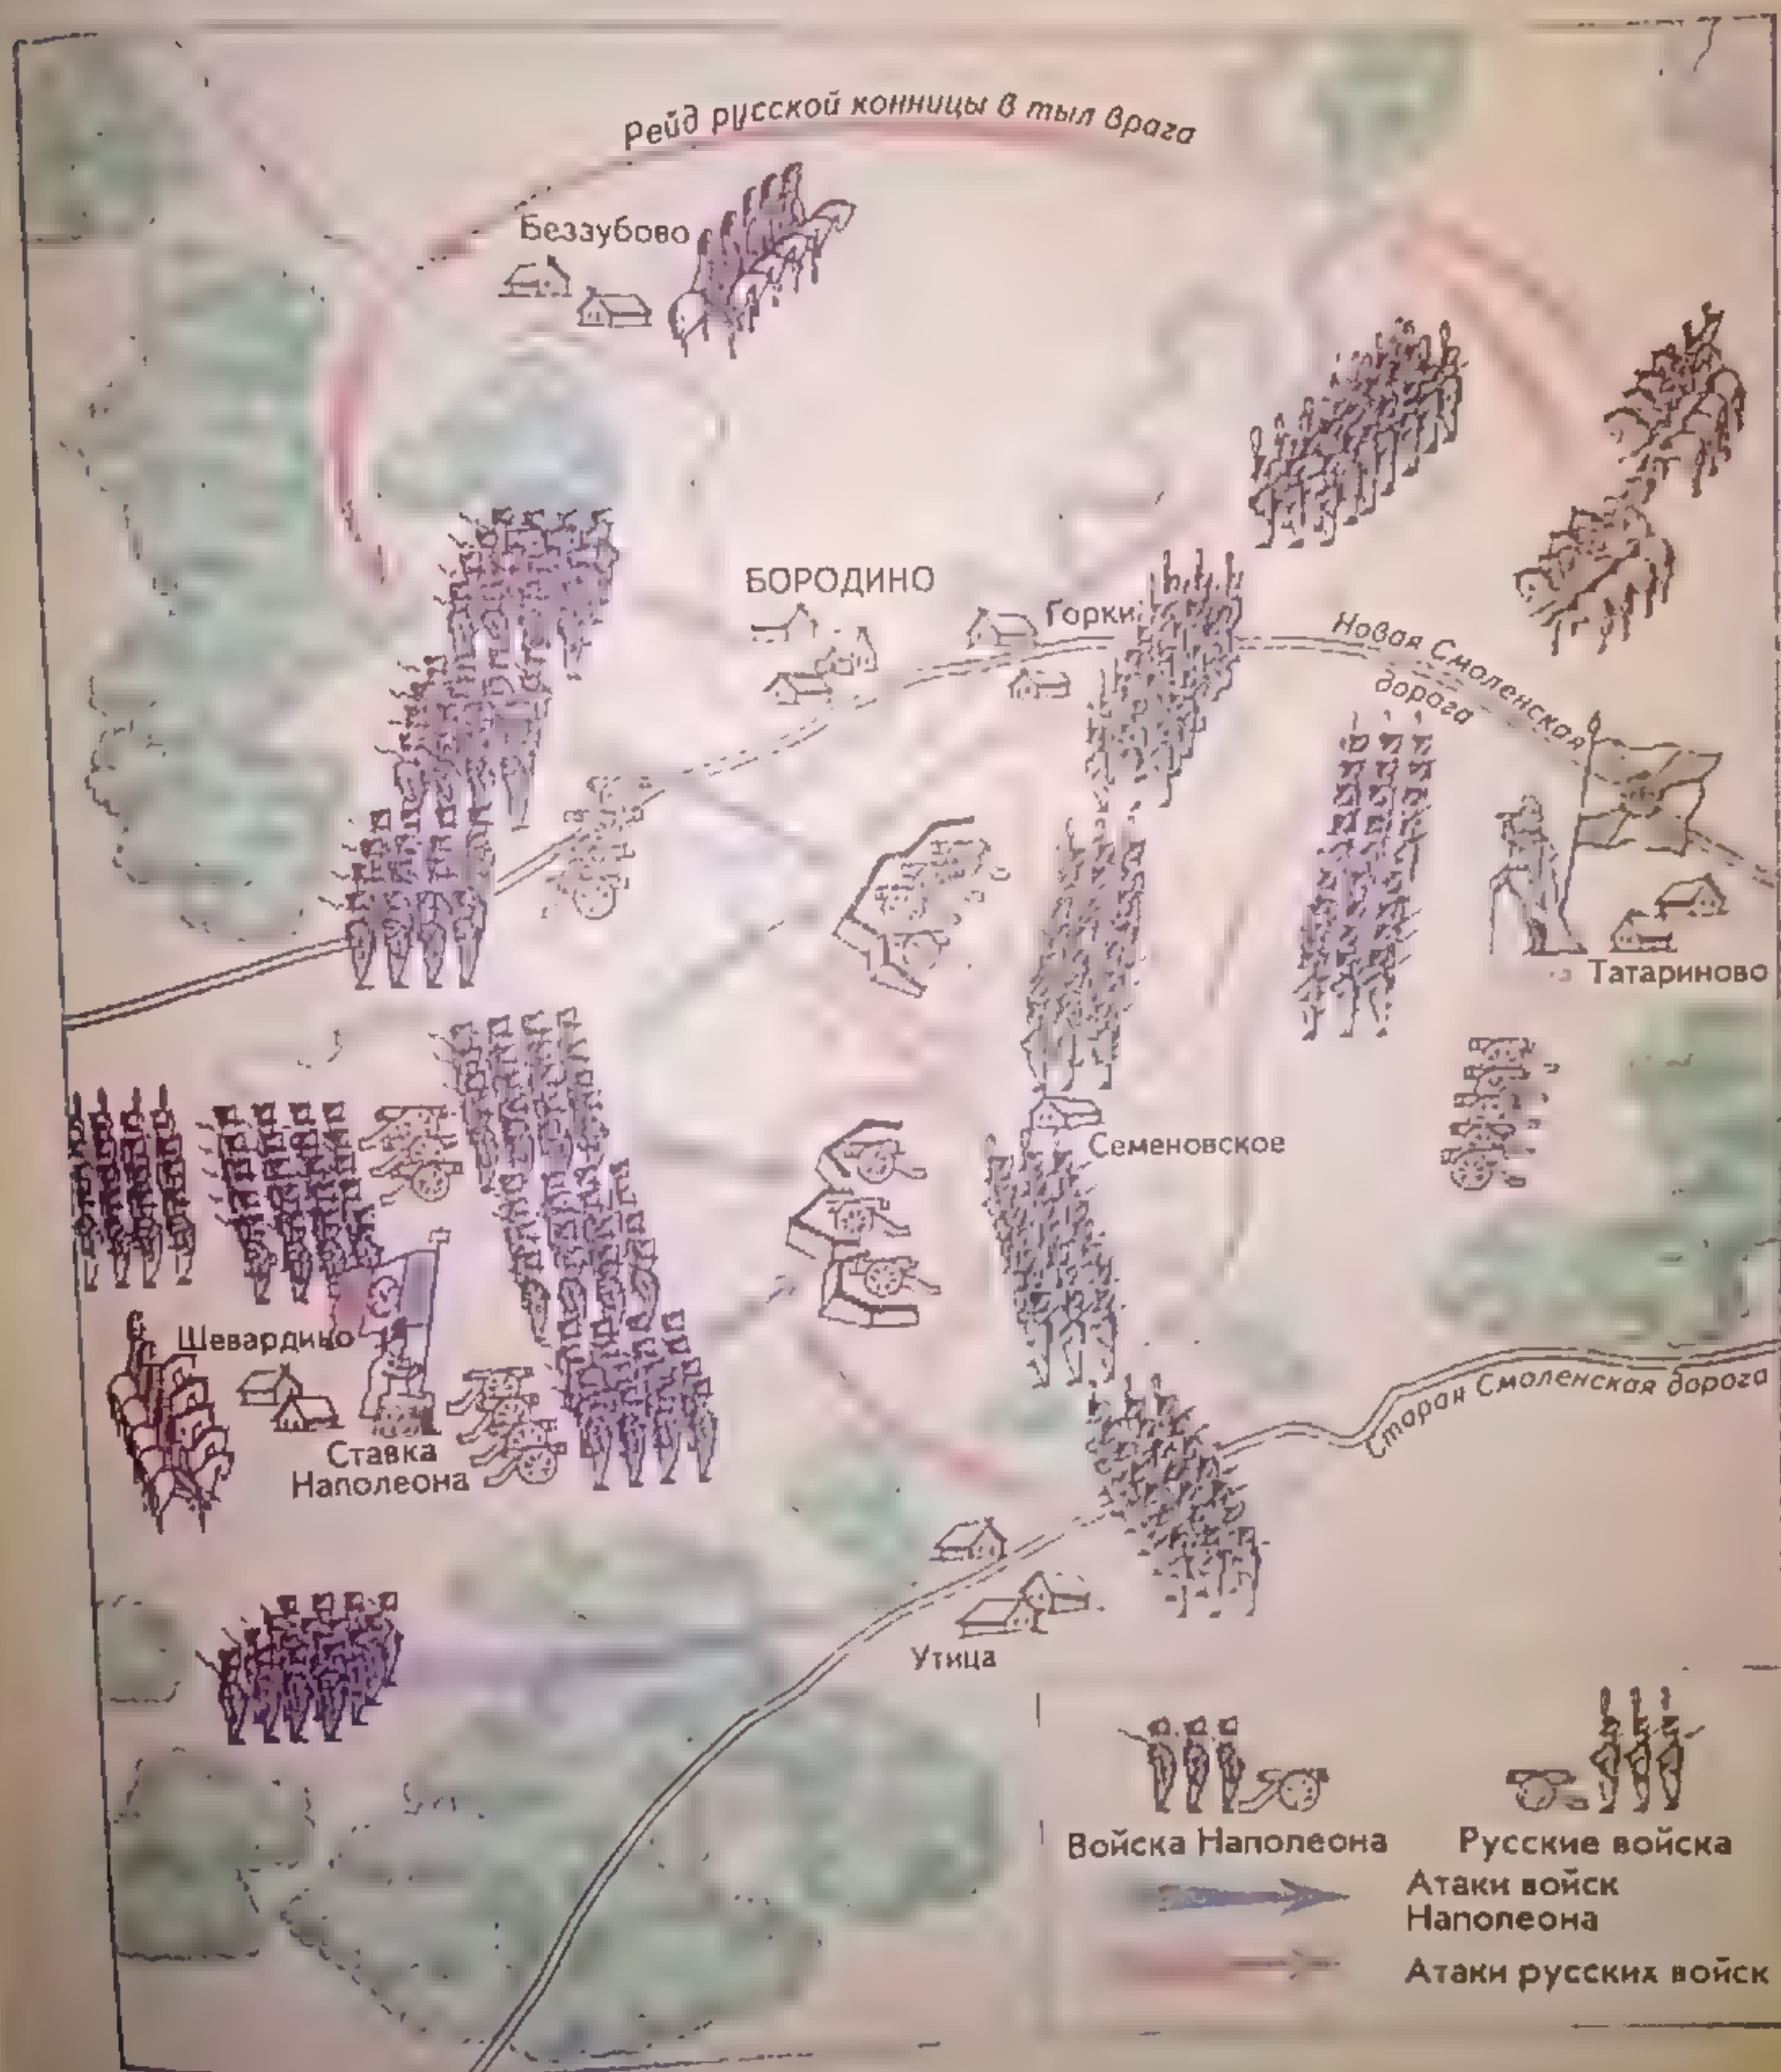 Рейд русской конницы в тыл врага
Беззубово
БОРОДИНО
Горки
Новая Смоленская
дорога
Татариново
Семеновское
Шевардино
Ставка
Наполеона
Старая Смоленская дорога
Утица
Войска Наполеона
Русские войска
Атаки войск
Наполеона
Атаки русских войск